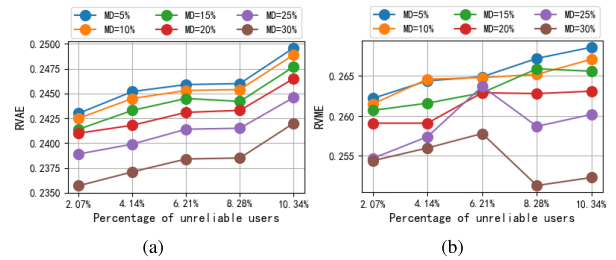 MD=5% MD=15% MD=25%
MD=10% MD=20% MD=30%
0.2500
0.2475
0.2450
0.2425
0.2400
0.2375
0.2350
RVAE
2.07% 4.14% 6.21% 8.28% 10.34%
Percentage of unreliable users
(a)
MD=5% MD=15% MD=25%
MD=10% MD=20% MD=30%
0.265
0.260
0.255
RVME
2.07% 4.14% 6.21% 8.28% 10.34%
Percentage of unreliable users
(b)